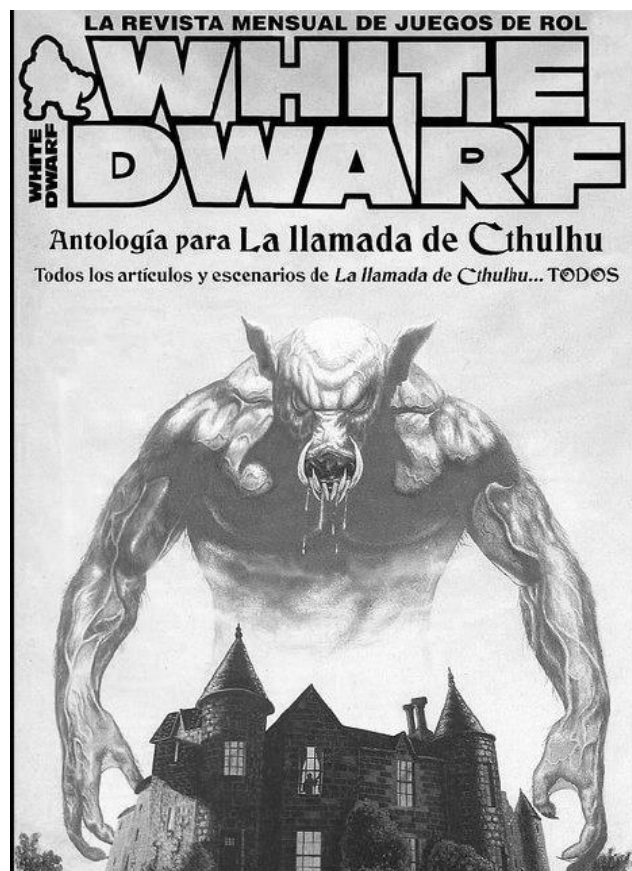 LA REVISTA MENSUAL DE JUEGOS DE ROL
WHITE
DWARF
WHITE
DWARF
Antología para La llamada de Cthulhu
Todos los artículos y escenarios de La llamada de Cthulhu... TODOS